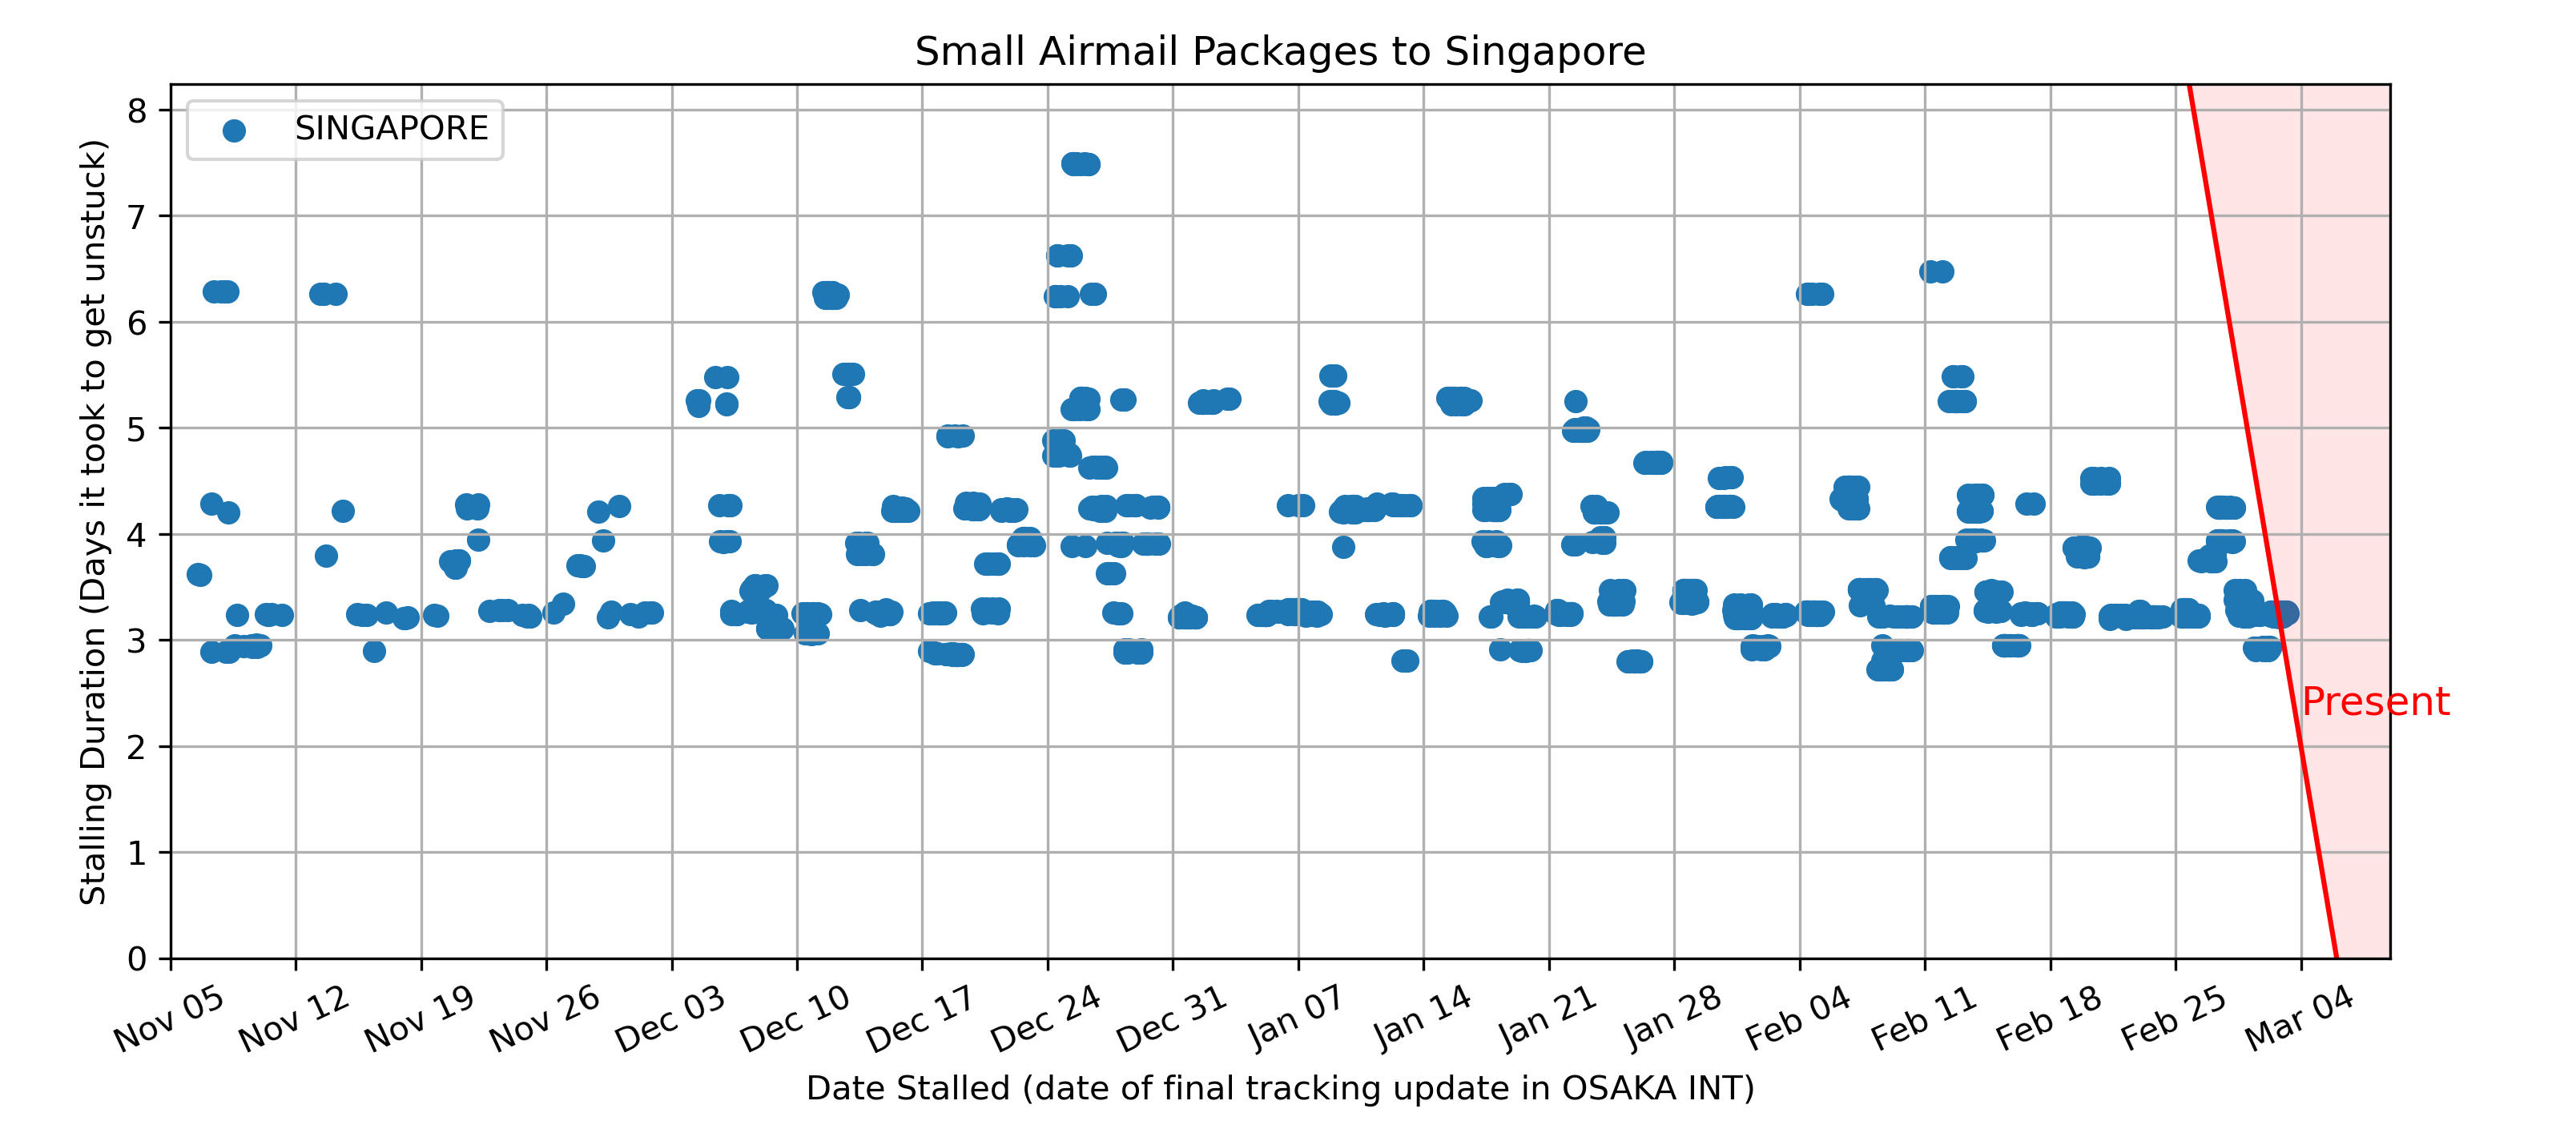 Small Airmail Packages to Singapore
SINGAPORE
Stalling Duration (Days it took to get unstuck)
8
7
6
5
4
3
2
1
0
Present
Nov 05
Nov 12
Nov 19
Nov 26
Dec 03
Dec 10
Dec 17
Dec 24
Dec 31
Jan 07
Jan 14
Jan 21
Jan 28
Feb 04
Feb 11
Feb 18
Feb 25
Mar 04
Date Stalled (date of final tracking update in OSAKA INT)